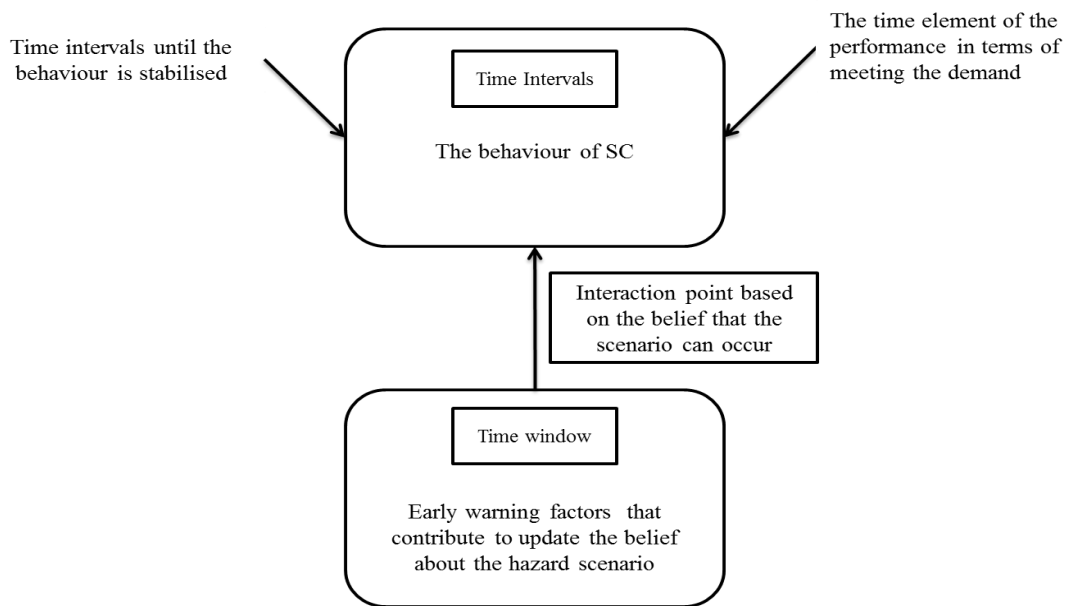 Time intervals until the
behaviour is stabilised
The time element of the
performance in terms of
meeting the demand
Time Intervals
The behaviour of SC
Interaction point based
on the belief that the
scenario can occur
Time window
Early warning factors that
contribute to update the belief
about the hazard scenario